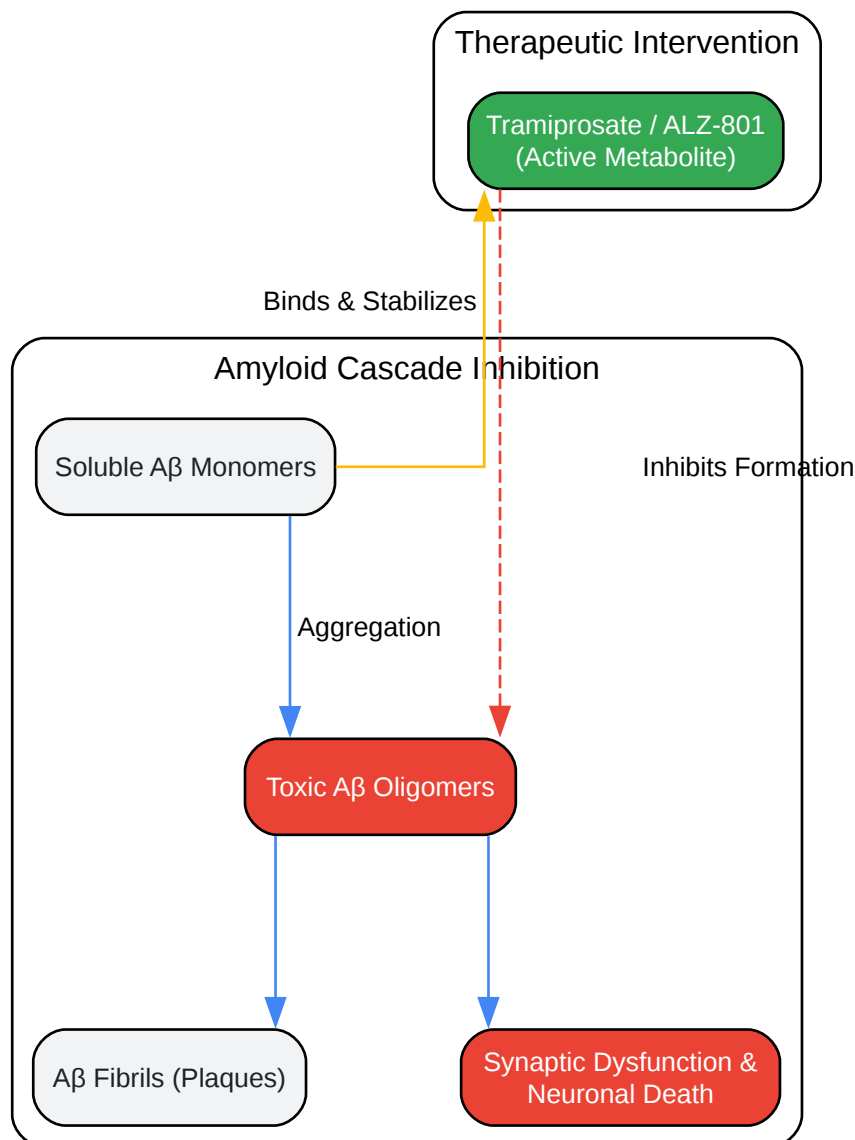 Therapeutic Intervention
Tramiprosate / ALZ-801
(Active Metabolite)
Binds & Stabilizes
Amyloid Cascade Inhibition
Soluble Aβ Monomers
Inhibits Formation
Aggregation
Toxic Aβ Oligomers
Aβ Fibrils (Plaques)
Synaptic Dysfunction &
Neuronal Death